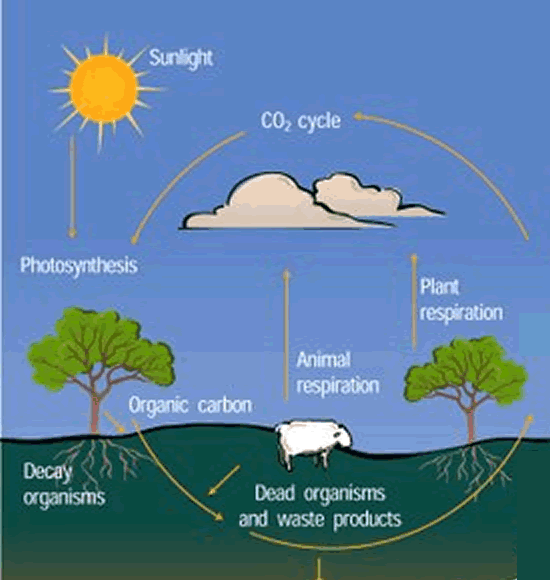 Sunlight
CO₂ cycle
Photosynthesis
Plant
respiration
Animal
respiration
Organic carbon
Decay
organisms
Dead organisms
and waste products